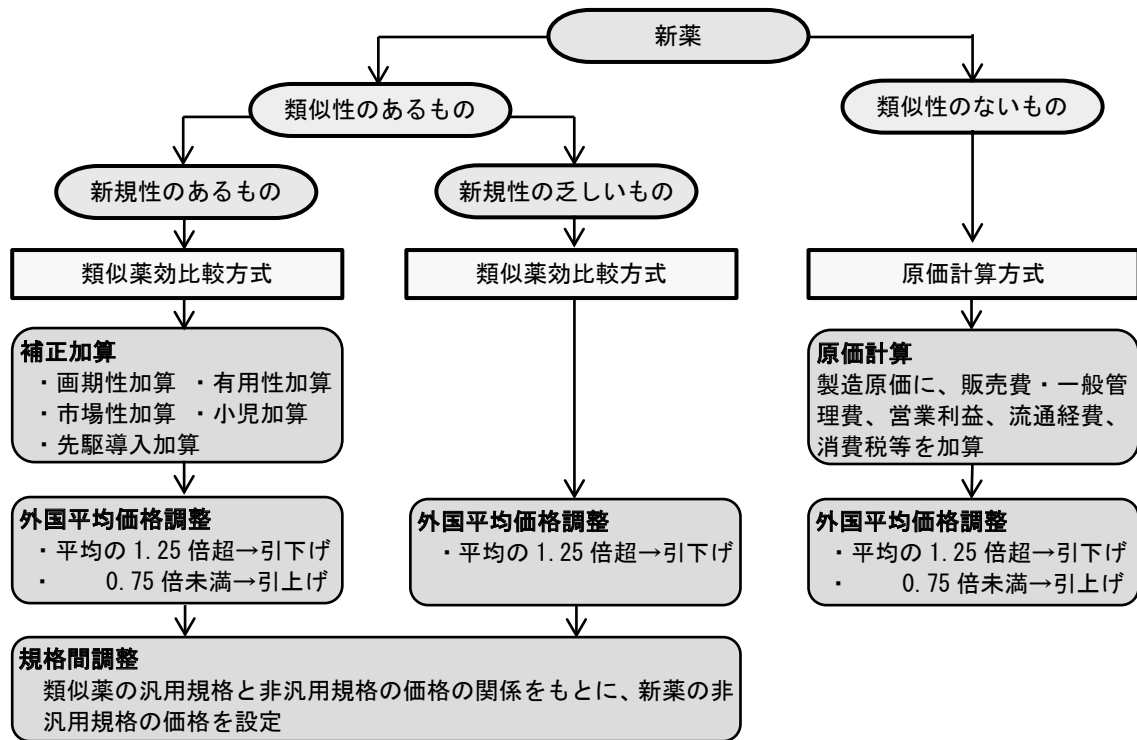 新薬
類似性のあるもの
類似性のないもの
新規性のあるもの
新規性の乏しいもの
類似薬効比較方式
類似薬効比較方式
原価計算方式
補正加算
・画期性加算 ・有用性加算
・市場性加算 ・小児加算
・先駆導入加算
原価計算
製造原価に、販売費・一般管
理費、営業利益、流通経費、
消費税等を加算
外国平均価格調整
・平均の 1.25 倍超→引下げ
・ 0.75 倍未満→引上げ
外国平均価格調整
・平均の 1.25 倍超→引下げ
外国平均価格調整
・平均の 1.25 倍超→引下げ
・ 0.75 倍未満→引上げ
規格間調整
類似薬の汎用規格と非汎用規格の価格の関係をもとに、新薬の非
汎用規格の価格を設定